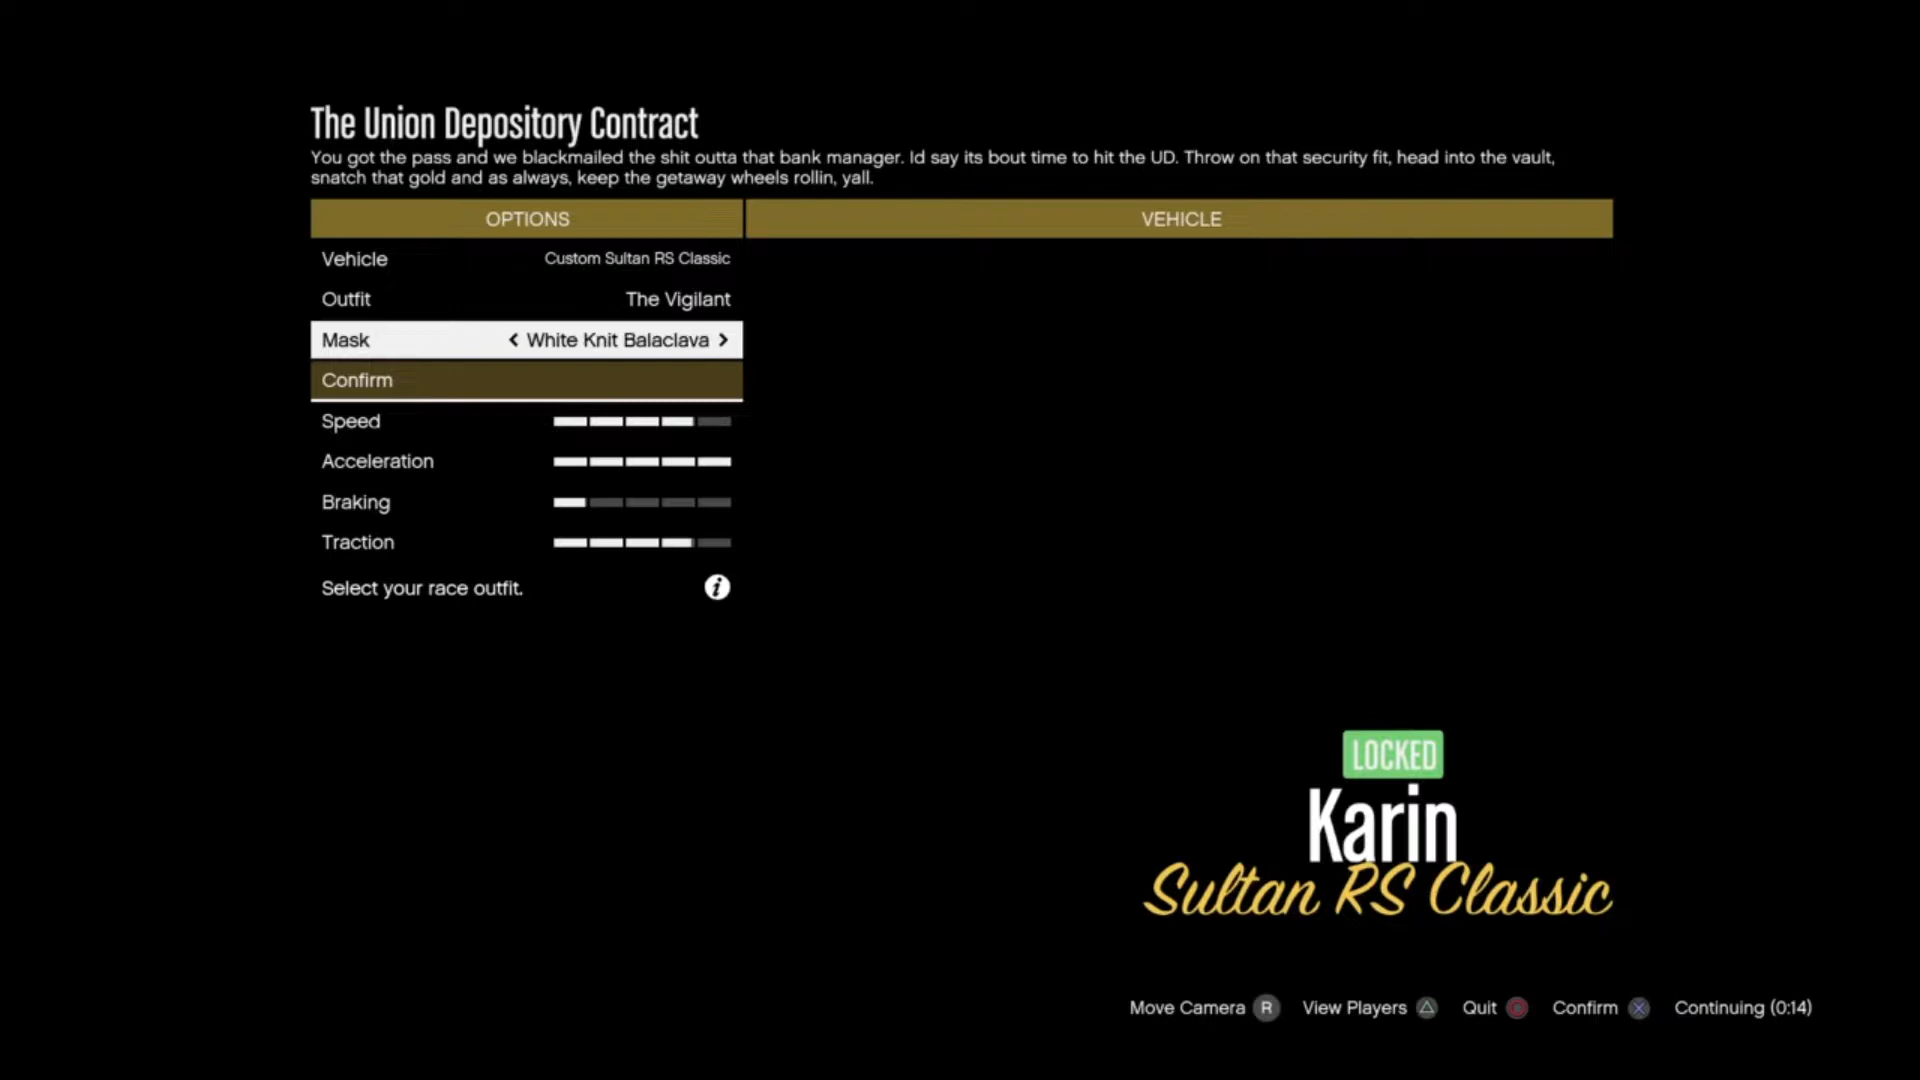 The Union Depository Contract
You got the pass and we blackmailed the shit outta that bank manager. Id say its bout time to hit the UD. Throw on that security fit, head into the vault,
snatch that gold and as always, keep the getaway wheels rollin, yall.
OPTIONS VEHICLE
Vehicle Custom Sultan RS Classic
Outfit The Vigilant
Mask < White Knit Balaclava >
Confirm
Speed
Acceleration
Braking
Traction
Select your race outfit. i
LOCKED
Karin
Sultan RS Classic
Move Camera R View Players Quit Confirm Continuing (0:14)